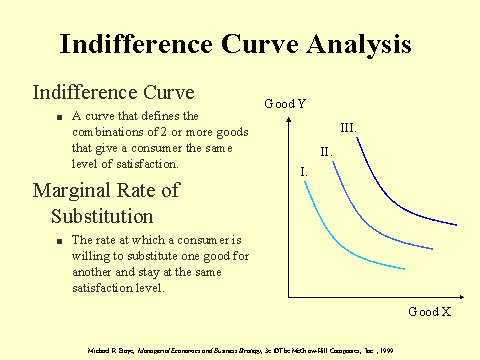 Indifference Curve Analysis
Indifference Curve
A curve that defines the
combinations of 2 or more goods
that give a consumer the same
level of satisfaction.
Marginal Rate of
Substitution
The rate at which a consumer is
willing to substitute one good for
another and stay at the same
satisfaction level.
Good Y
III.
II.
I.
Good X
Michael R. Baye, Managerial Economics and Business Strategy, 3e. ©The McGraw-Hill Companies, Inc., 1999